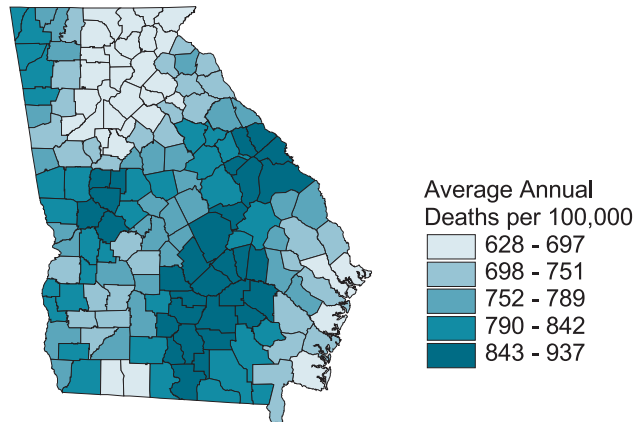 Average Annual
Deaths per 100,000
628 - 697
698 - 751
752 - 789
790 - 842
843 - 937